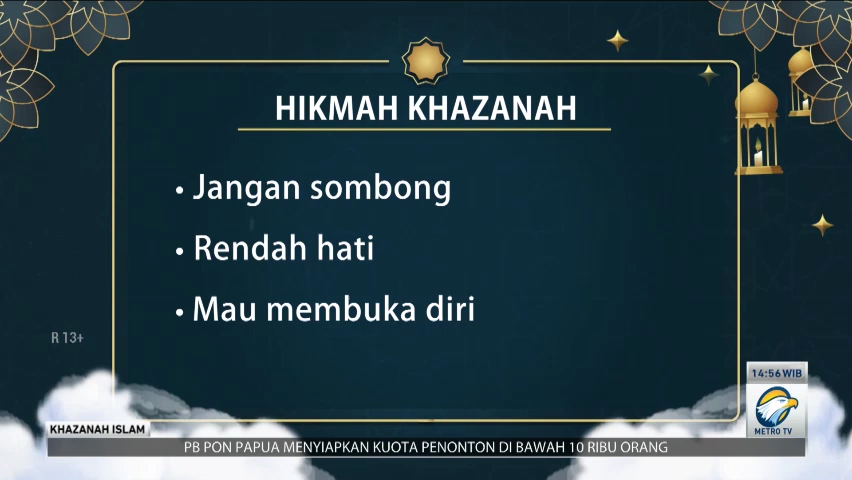 HIKMAH KHAZANAH
• Jangan sombong
• Rendah hati
• Mau membuka diri
R 13+
14:56 WIB
METRO TV
KHAZANAH ISLAM
PB PON PAPUA MENYIAPKAN KUOTA PENONTON DI BAWAH 10 RIBU ORANG